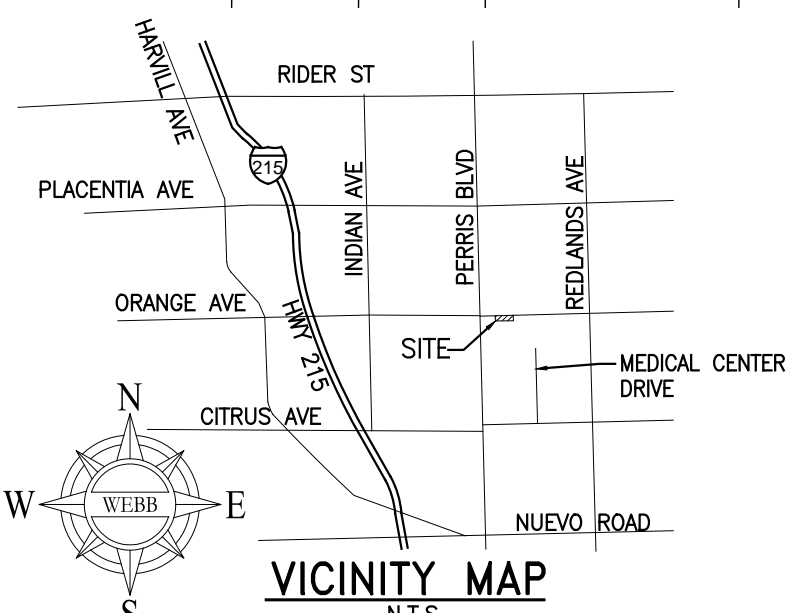 HARVILL AVE
RIDER ST
215
PLACENTIA AVE
INDIAN AVE
PERRIS BLVD
REDLANDS AVE
ORANGE AVE
HWY 215
SITE
MEDICAL CENTER
DRIVE
CITRUS AVE
N
W
WEBB
E
S
NUEVO ROAD
VICINITY MAP
N.T.S.